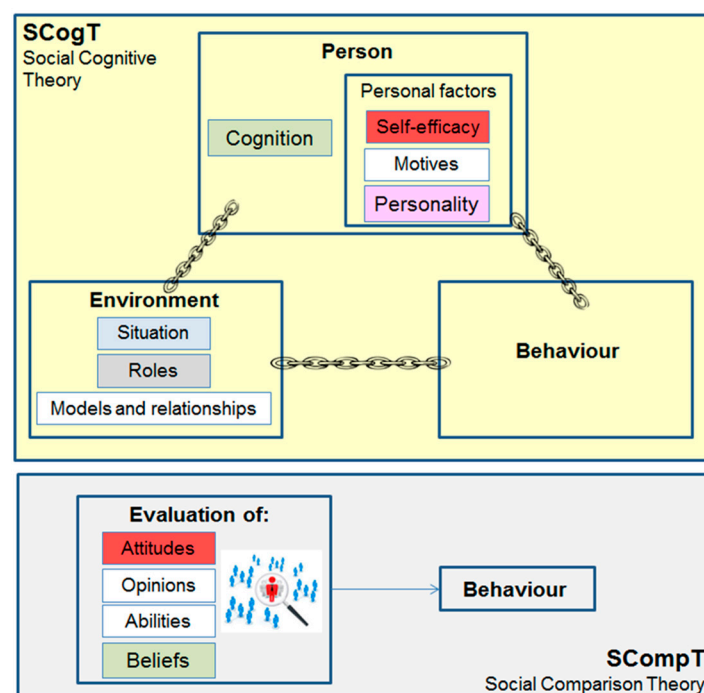 SCogT
Social Cognitive
Theory
Person
Personal factors
Self-efficacy
Cognition
Motives
Personality
Environment
Situation
Roles
Models and relationships
Behaviour
Evaluation of:
Attitudes
Opinions
Abilities
Beliefs
Behaviour
SCompT
Social Comparison Theory